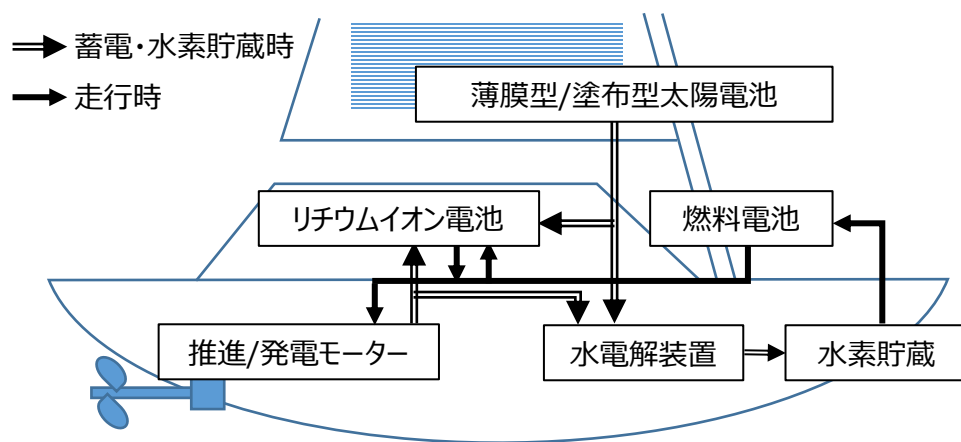 蓄電・水素貯蔵時
走行時
薄膜型/塗布型太陽電池
リチウムイオン電池
燃料電池
推進/発電モーター
水電解装置
水素貯蔵